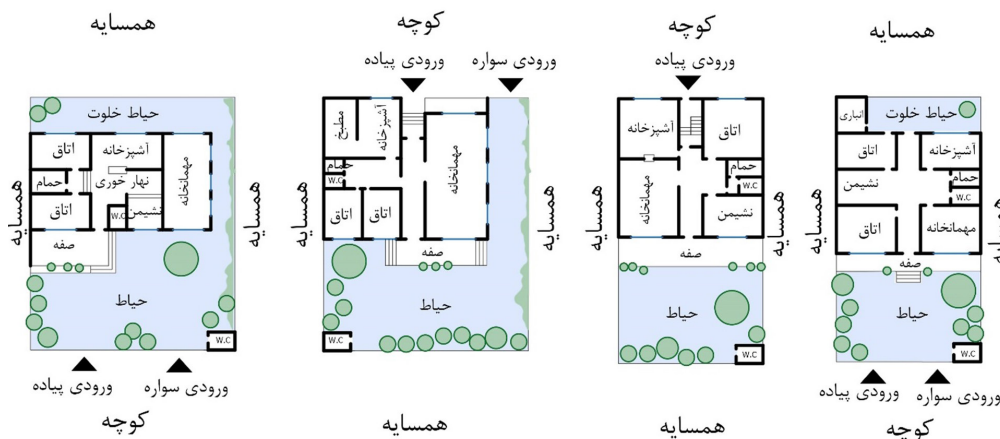 همسایه
حیاط خلوت
اتاق
آشپزخانه
مهمانخانه
حمام
نهار خوری
اتاق
W.C
نشیمن
صفه
حیاط
W.C
همسایه
همسایه
ورودی پیاده
ورودی سواره
کوچه
کوچه
ورودی پیاده
ورودی سواره
مطبخ
آشپزخانه
مهمانخانه
حمام
W.C
اتاق
اتاق
صفه
حیاط
W.C
همسایه
همسایه
کوچه
ورودی پیاده
آشپزخانه
اتاق
مهمانخانه
حمام
W.C
نشیمن
صفه
حیاط
W.C
همسایه
همسایه
همسایه
همسایه
انباری
حیاط خلوت
اتاق
آشپزخانه
نشیمن
حمام
W.C
اتاق
مهمانخانه
صفه
حیاط
W.C
همسایه
ورودی پیاده
ورودی سواره
کوچه